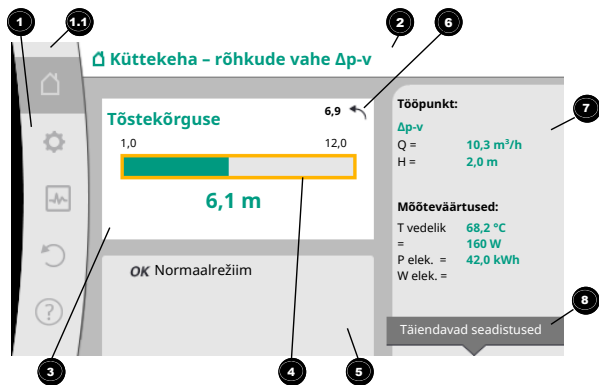 1
1.1
2
6
Küttekeha – rõhkude vahe Δp-v
Tõstekõrguse
6,9
1,0
12,0
6,1 m
OK Normaalrežiim
Tööpunkt:
7
Δp-v
Q = 10,3 m³/h
H = 2,0 m
Mõõteväärtused:
T vedelik 68,2 °C
= 160 W
P elek. = 42,0 kWh
W elek. =
8
Täiendavad seadistused
3
4
5